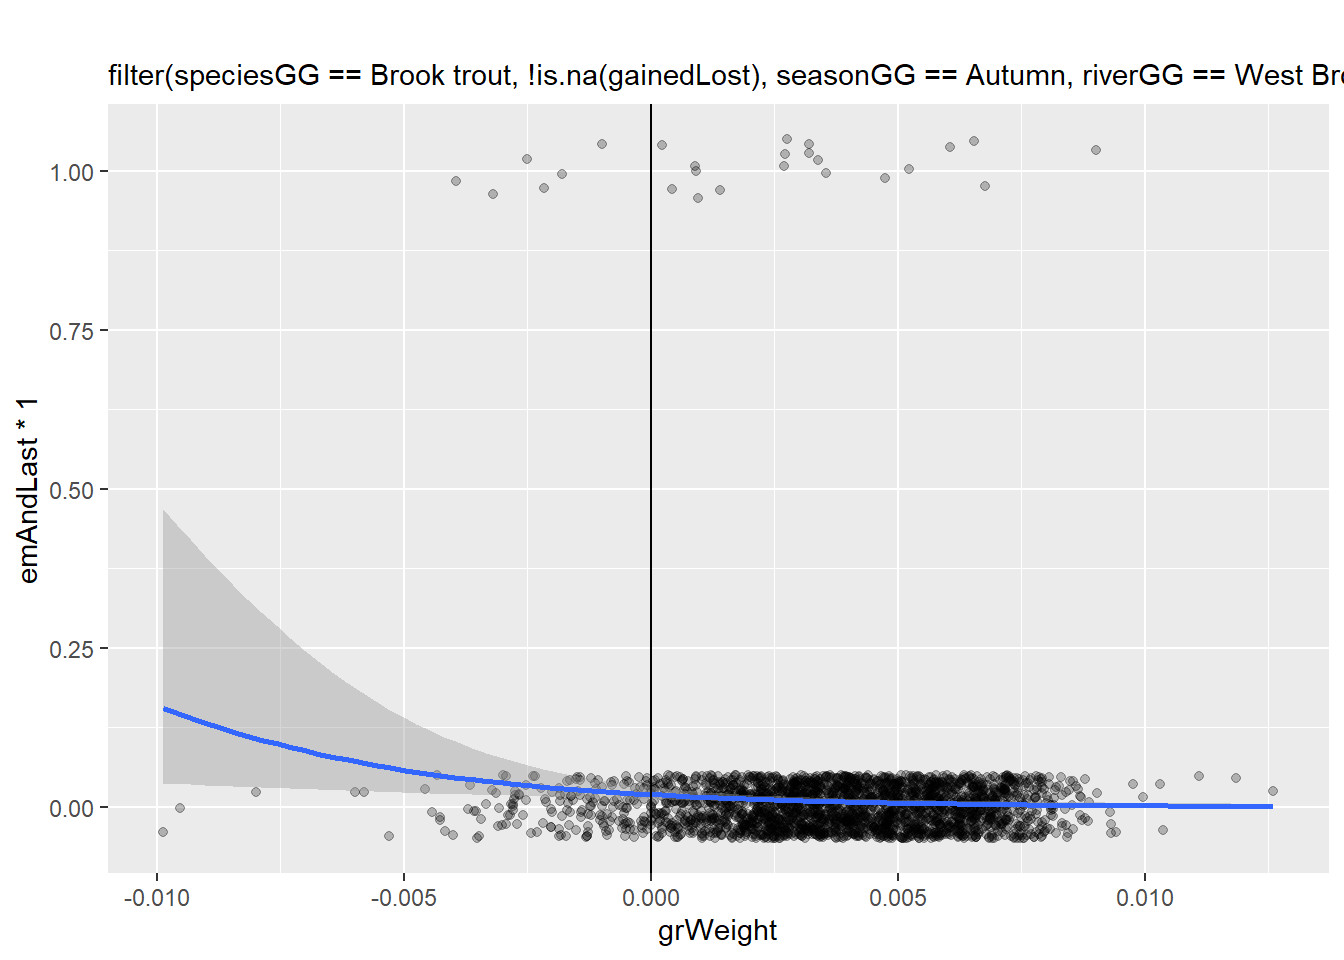 filter(speciesGG == Brook trout, !is.na(gainedLost), seasonGG == Autumn, riverGG == West
1.00
0.75
0.50
0.25
0.00
emAndLast * 1
-0.010 -0.005 0.000 0.005 0.010
grWeight